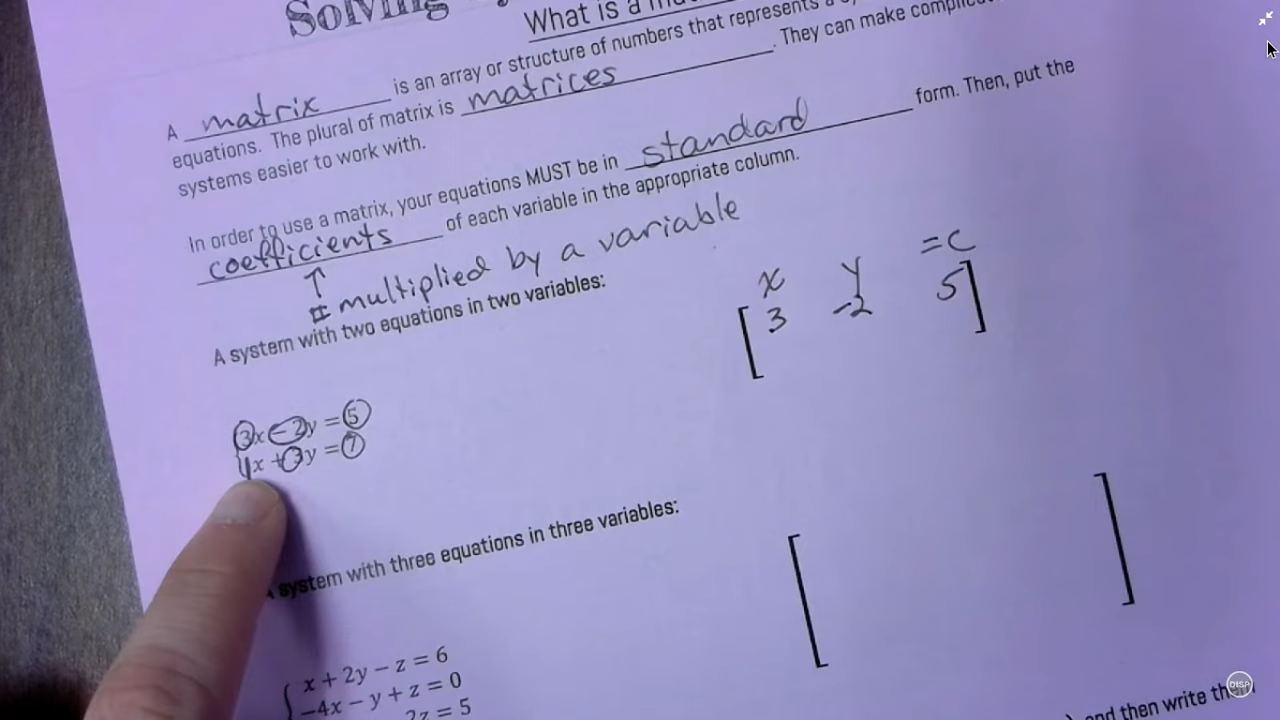 Solving
What is a
A matrix is an array or structure of numbers that represents a
equations. The plural of matrix is matrices. They can make
systems easier to work with.
In order to use a matrix, your equations MUST be in standard form. Then, put the
coefficients of each variable in the appropriate column.
↑
# multiplied by a variable
A system with two equations in two variables:
x y =c
3 -2 5
3x - 2y = 5
1x + 3y = 7
A system with three equations in three variables:
x + 2y − z = 6
−4x − y + z = 0
2z = 5
and then write them
DISP